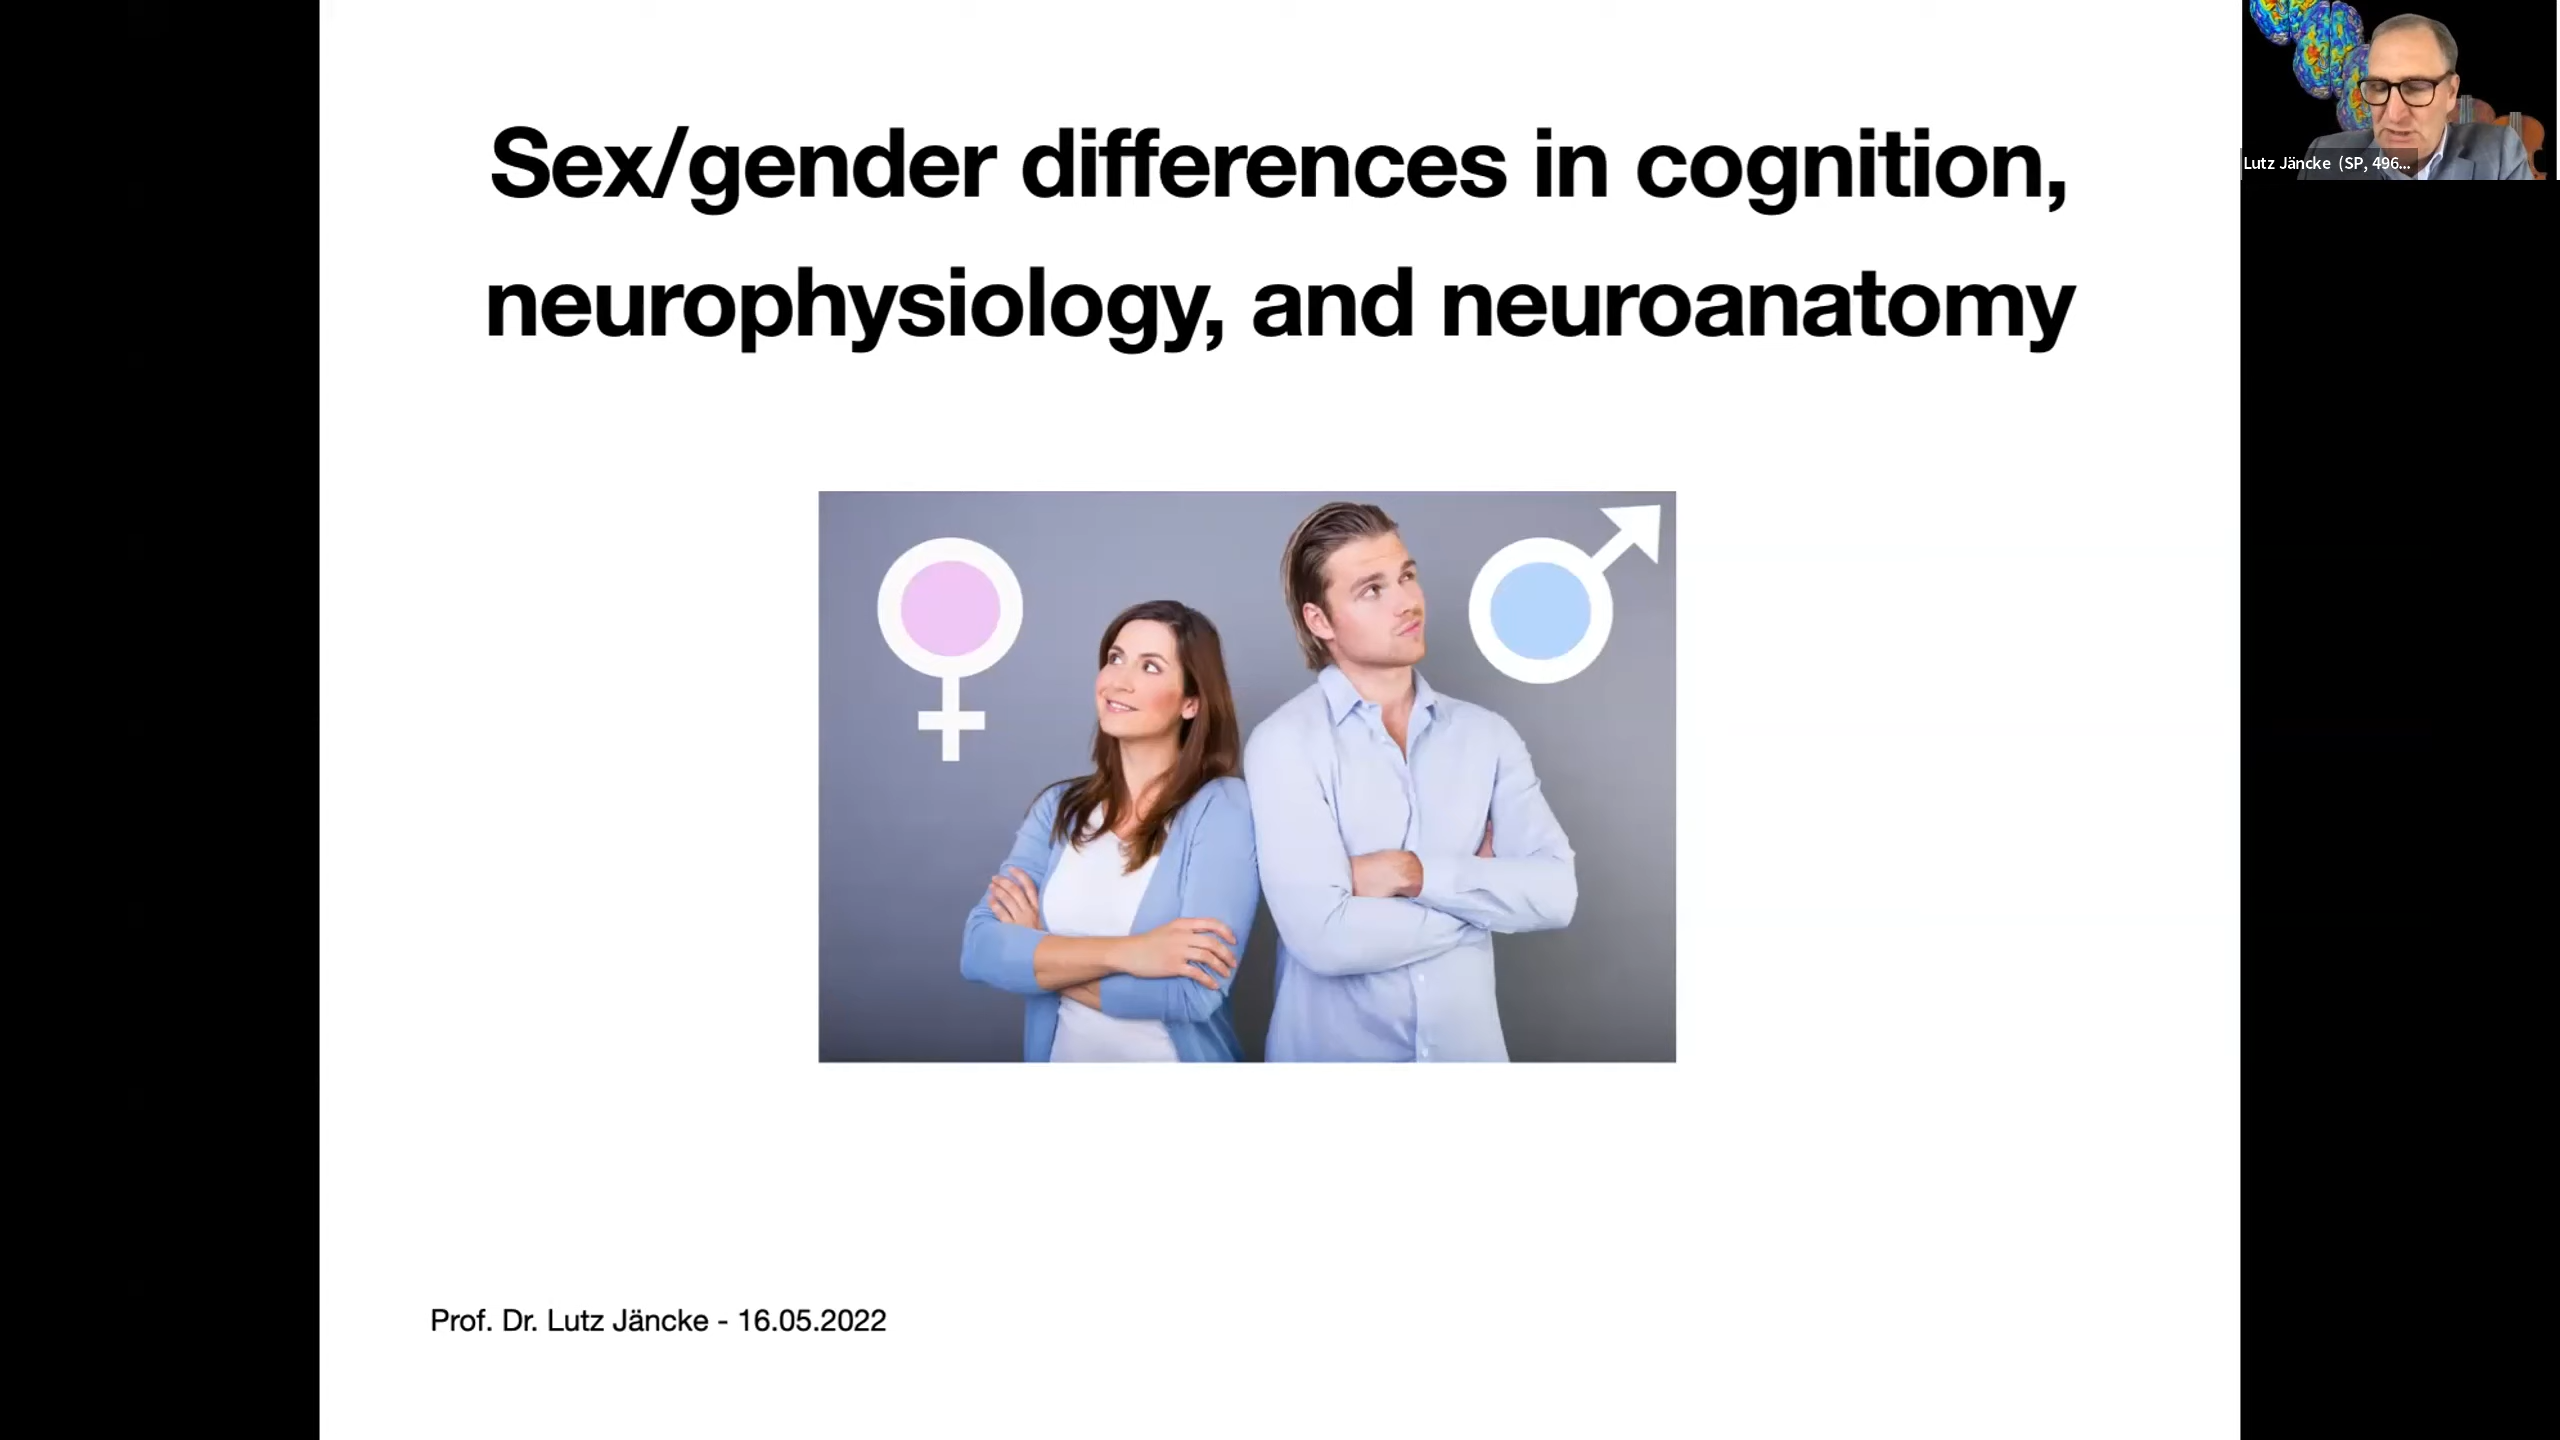 Sex/gender differences in cognition,
neurophysiology, and neuroanatomy
Prof. Dr. Lutz Jäncke - 16.05.2022
Lutz Jäncke (SP, 496...